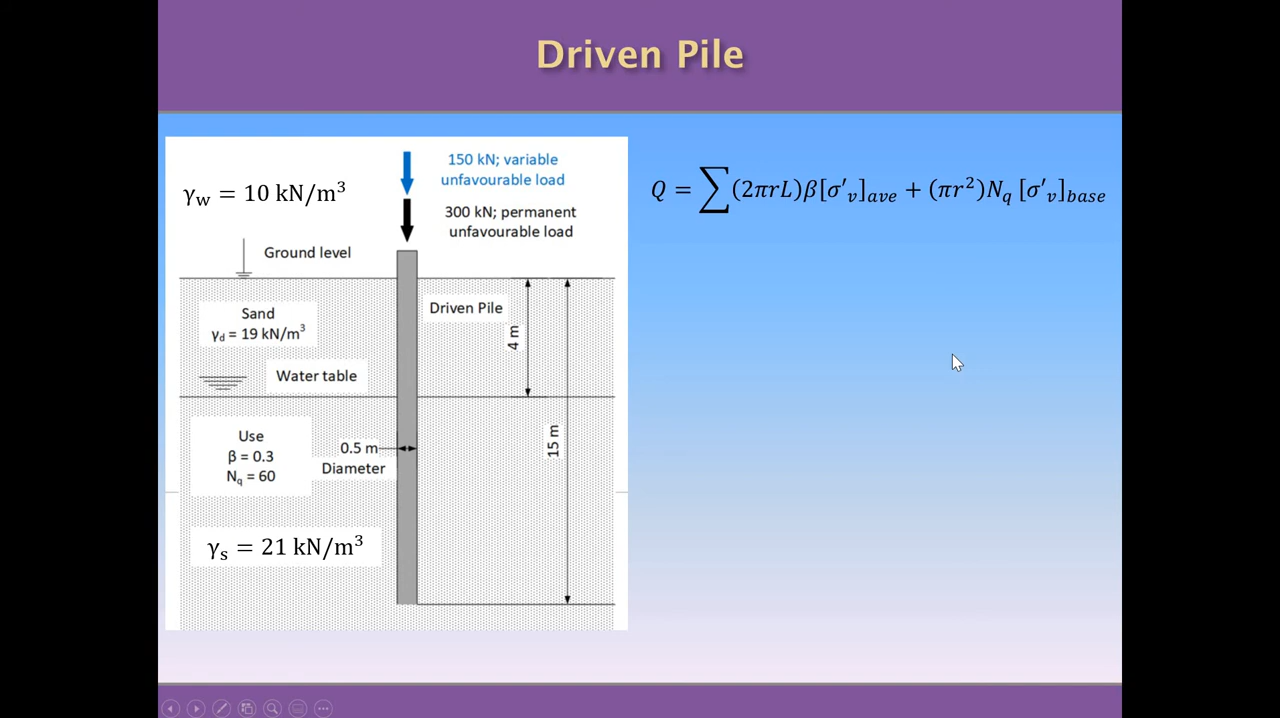 Driven Pile
γw = 10 kN/m³
150 kN; variable
unfavourable load
300 kN; permanent
unfavourable load
Q = ∑(2πrL)β[σ′v]ave + (πr²)Nq [σ′v]base
Ground level
Sand
γd = 19 kN/m³
Driven Pile
4 m
Water table
Use
β = 0.3
Nq = 60
0.5 m
Diameter
15 m
γs = 21 kN/m³